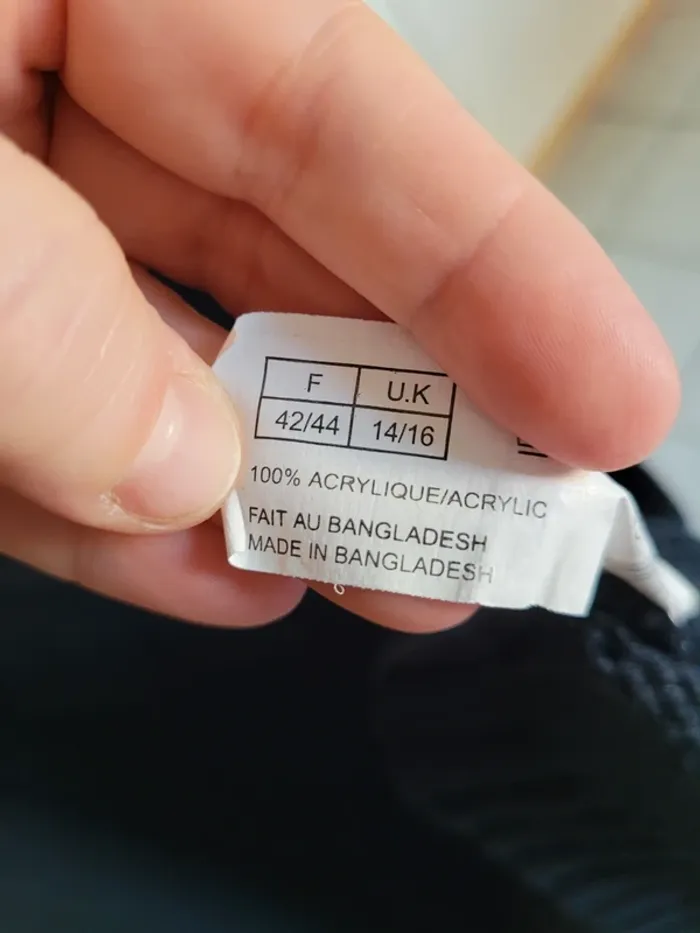 F U.K
42/44 14/16
100% ACRYLIQUE/ACRYLIC
FAIT AU BANGLADESH
MADE IN BANGLADESH